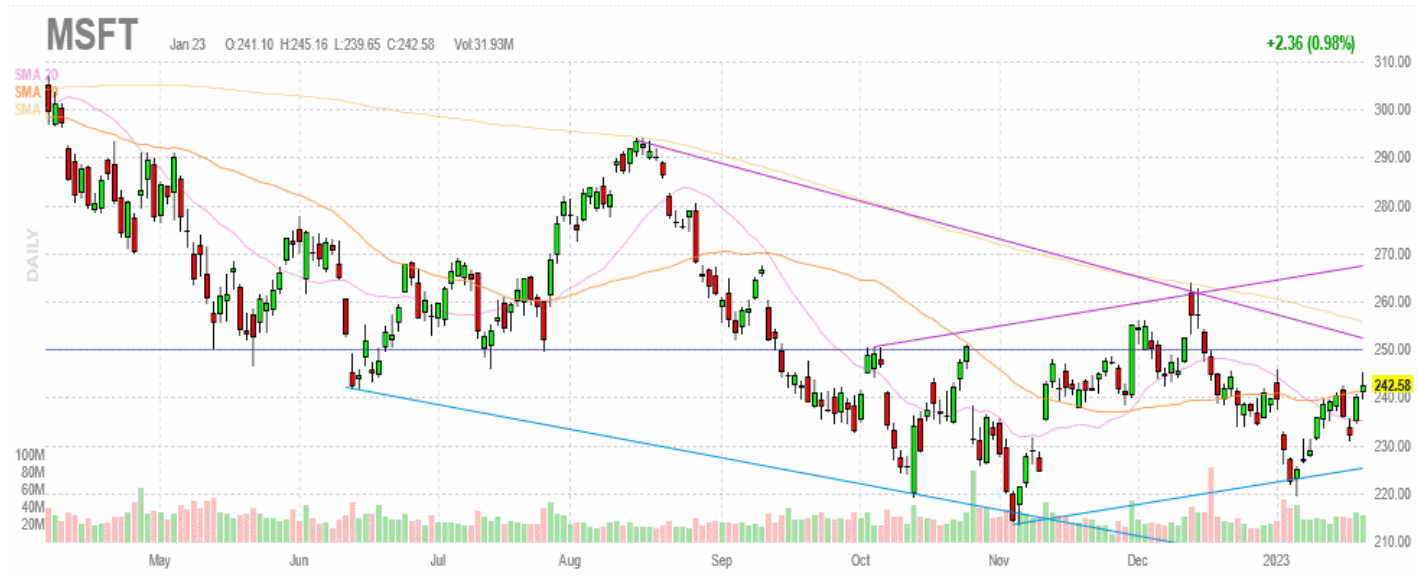 MSFT Jan 23 O:241.10 H:245.16 L:239.65 C:242.58 Vol:31.93M +2.36 (0.98%)
SMA 20
SMA
SMA
DAILY
310.00
300.00
290.00
280.00
270.00
260.00
250.00
242.58
240.00
230.00
220.00
210.00
100M
80M
60M
40M
20M
May Jun Jul Aug Sep Oct Nov Dec 2023